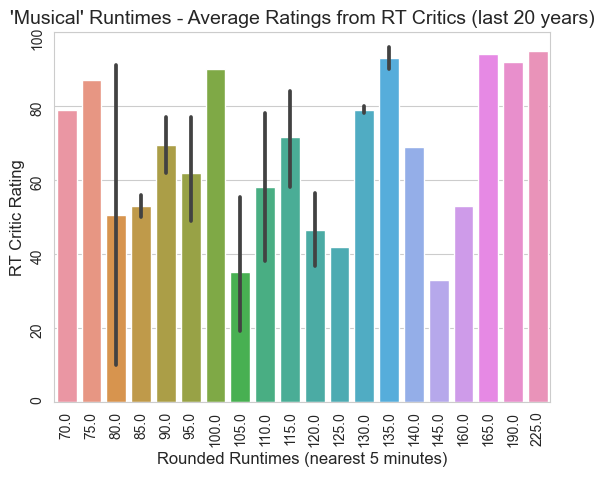 'Musical' Runtimes - Average Ratings from RT Critics (last 20 years)
100
80
60
40
20
0
RT Critic Rating
70.0 75.0 80.0 85.0 90.0 95.0 100.0 105.0 110.0 115.0 120.0 125.0 130.0 135.0 140.0 145.0 160.0 165.0 190.0 225.0
Rounded Runtimes (nearest 5 minutes)